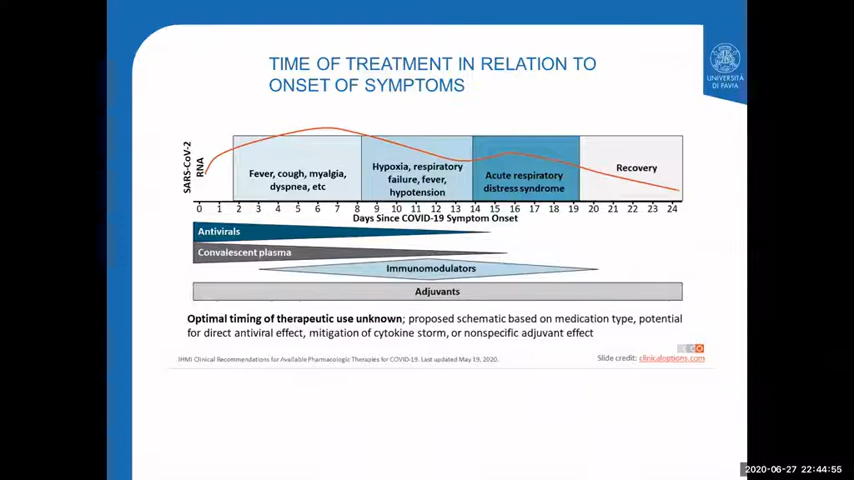 TIME OF TREATMENT IN RELATION TO
ONSET OF SYMPTOMS
UNIVERSITÀ
DI PAVIA
SARS-CoV-2
RNA
Fever, cough, myalgia,
dyspnea, etc
Hypoxia, respiratory
failure, fever,
hypotension
Acute respiratory
distress syndrome
Recovery
0 1 2 3 4 5 6 7 8 9 10 11 12 13 14 15 16 17 18 19 20 21 22 23 24
Days Since COVID-19 Symptom Onset
Antivirals
Convalescent plasma
Immunomodulators
Adjuvants
Optimal timing of therapeutic use unknown; proposed schematic based on medication type, potential
for direct antiviral effect, mitigation of cytokine storm, or nonspecific adjuvant effect
IHMI Clinical Recommendations for Available Pharmacologic Therapies for COVID-19. Last updated May 19, 2020.
Slide credit: clinicaloptions.com
2020-06-27 22:44:55